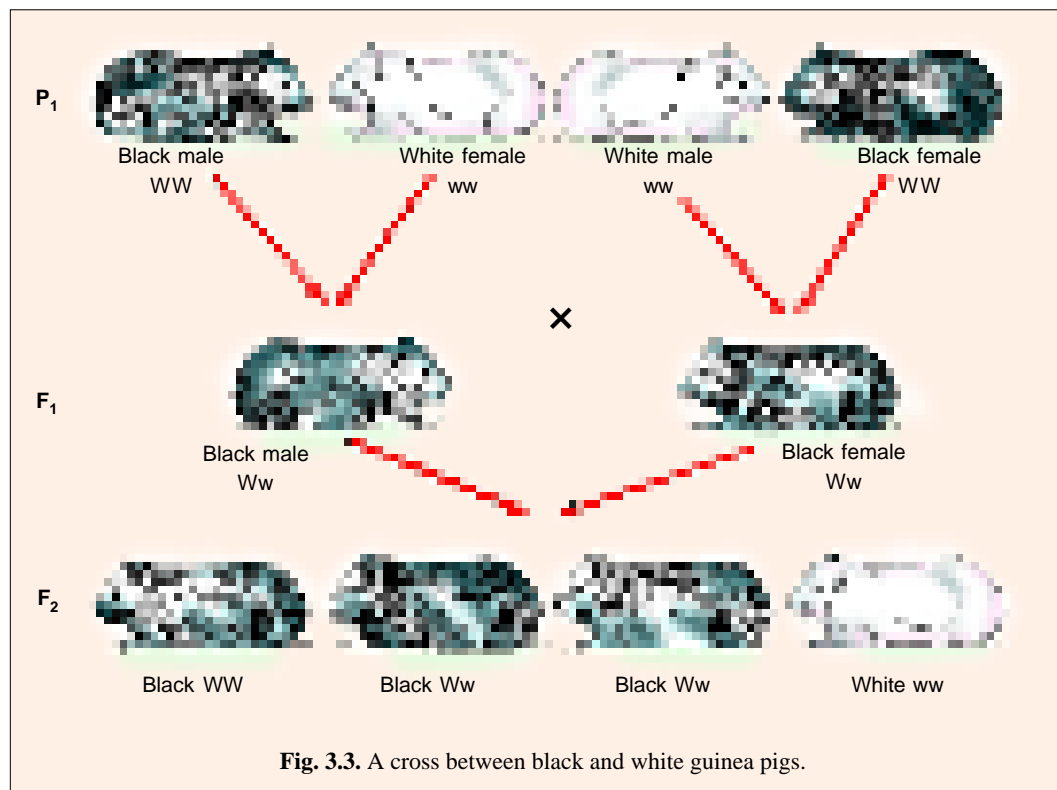 P1
Black male White female White male Black female
WW ww ww WW
×
F1
Black male Black female
Ww Ww
F2
Black WW Black Ww Black Ww White ww
Fig. 3.3. A cross between black and white guinea pigs.